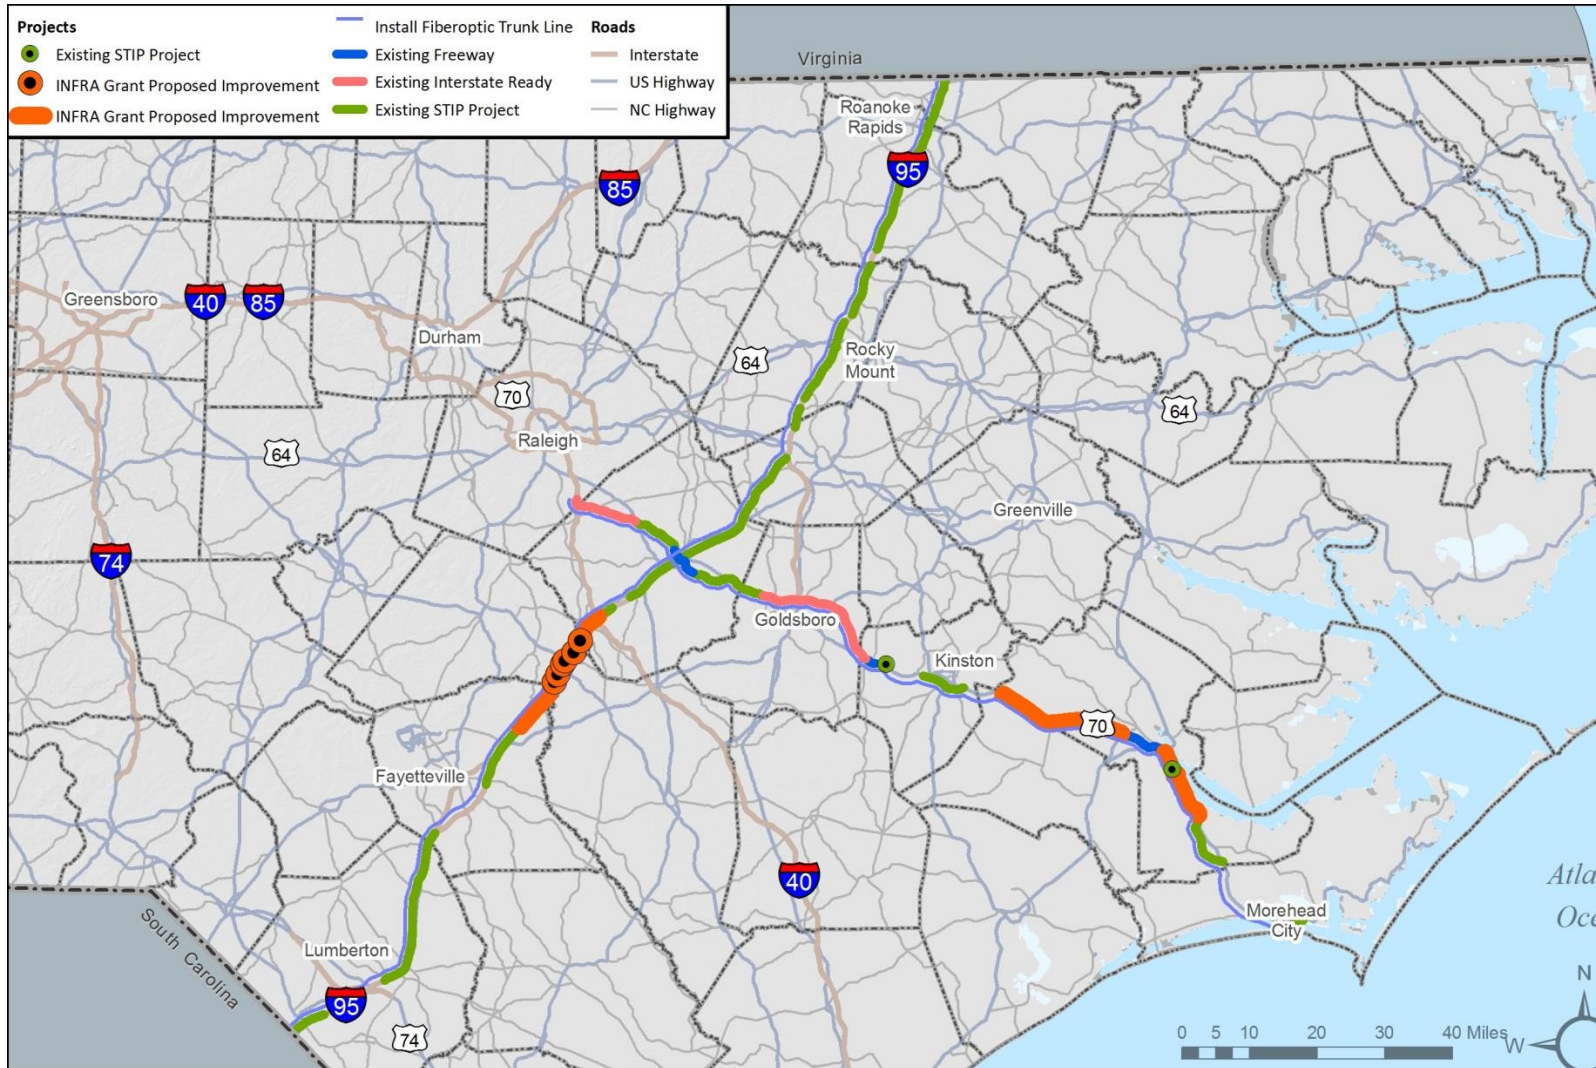 Projects
Existing STIP Project
INFRA Grant Proposed Improvement
INFRA Grant Proposed Improvement
Install Fiberoptic Trunk Line
Existing Freeway
Existing Interstate Ready
Existing STIP Project
Roads
Interstate
US Highway
NC Highway
Virginia
Roanoke
Rapids
95
85
Greensboro
40
85
Durham
Rocky
Mount
64
70
64
Raleigh
64
Greenville
74
Goldsboro
Kinston
70
Fayetteville
40
Atla
Oce
Morehead
City
South Carolina
Lumberton
95
74
N
W
0 5 10 20 30 40 Miles